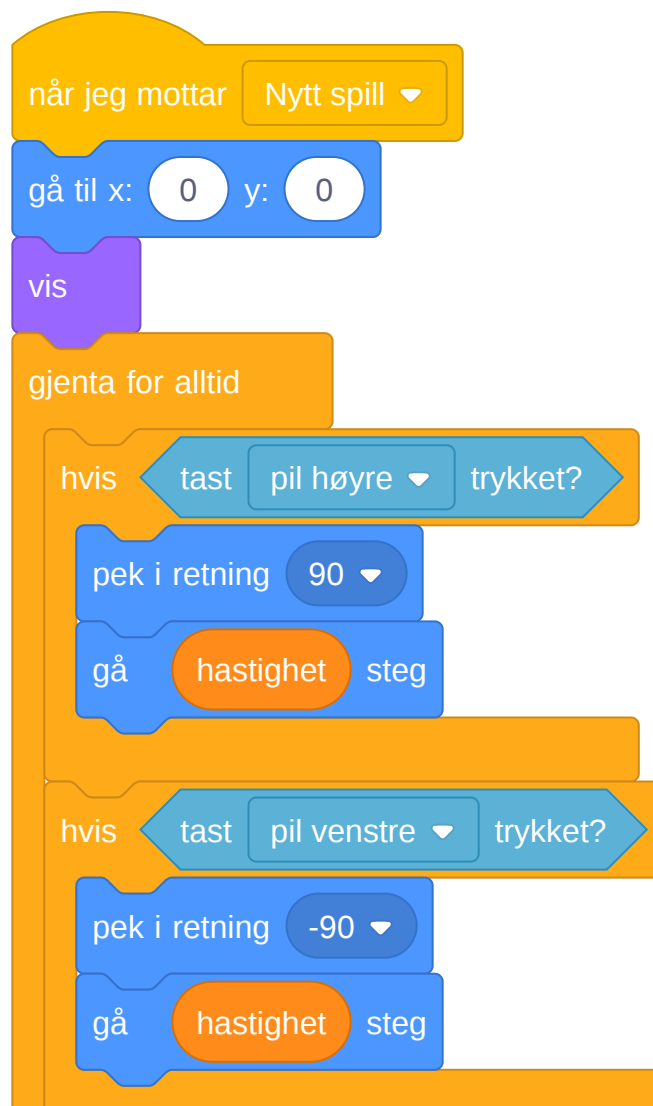 når jeg mottar Nytt spill
gå til x: 0 y: 0
vis
gjenta for alltid
hvis tast pil høyre trykket?
pek i retning 90
gå hastighet steg
hvis tast pil venstre trykket?
pek i retning -90
gå hastighet steg